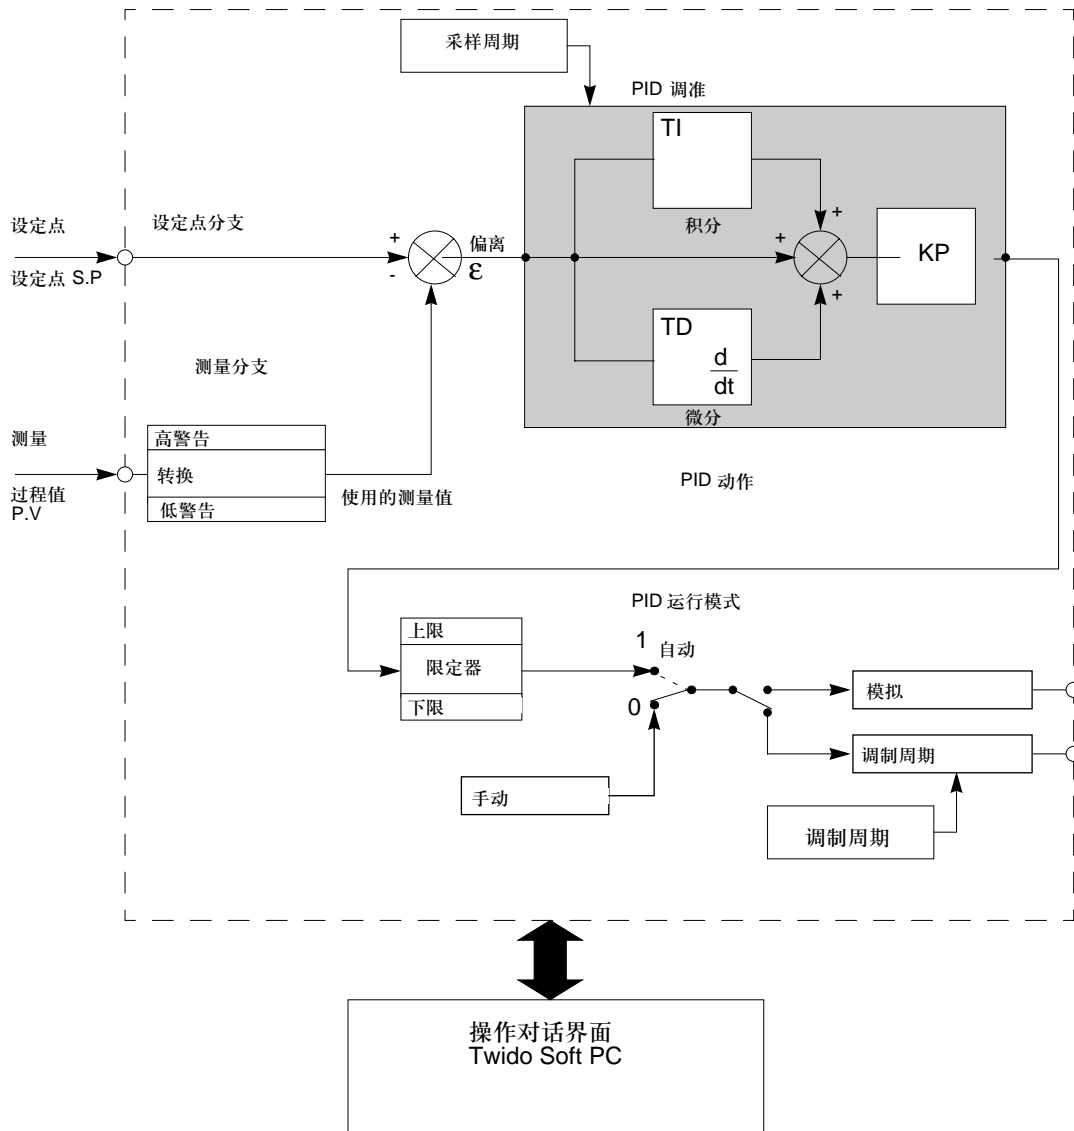 采样周期
PID 调准
TI
积分
设定点
设定点分支
+
-
偏离
ε
+
+
+
KP
设定点 S.P
TD
d
dt
微分
测量分支
测量
高警告
转换
低警告
过程值
P.V
使用的测量值
PID 动作
PID 运行模式
上限
限定器
下限
1
自动
0
模拟
调制周期
手动
调制周期
操作对话界面
Twido Soft PC